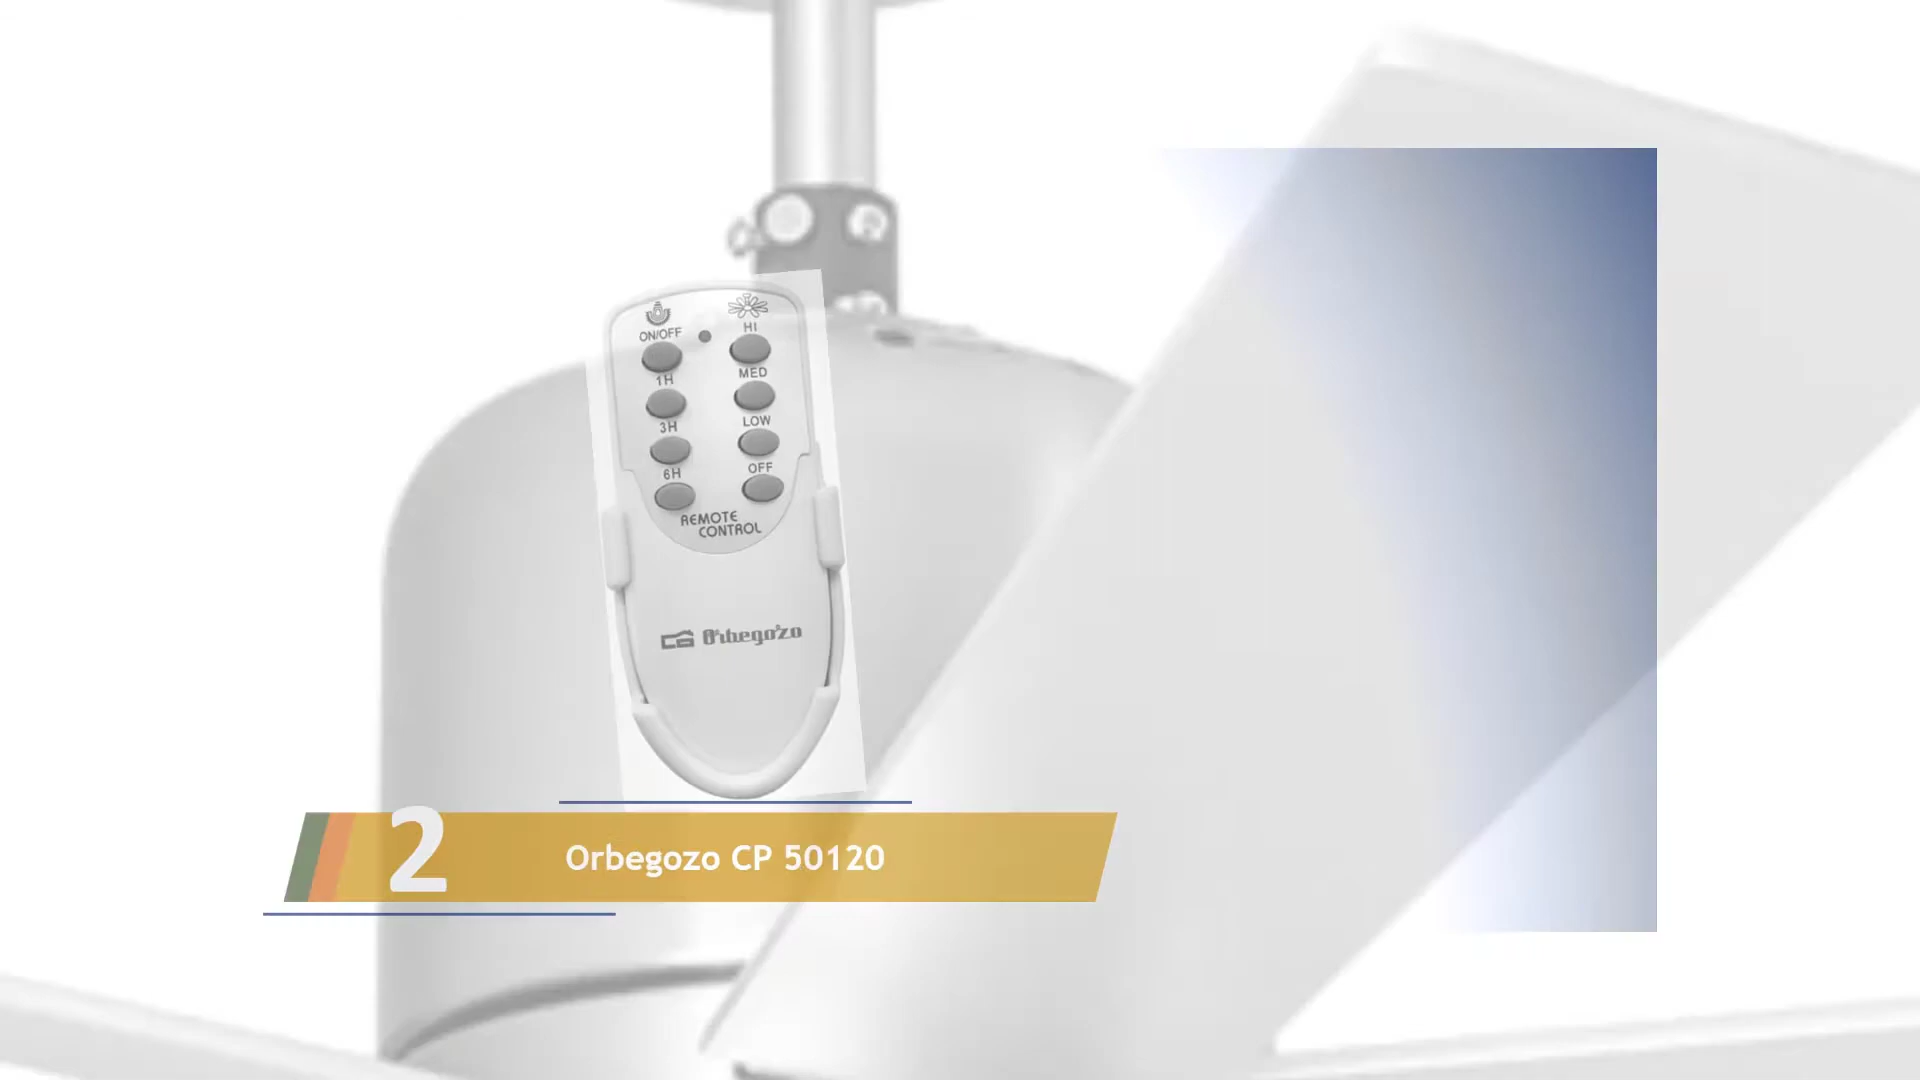 ON/OFF HI
1H MED
3H LOW
6H OFF
REMOTE
CONTROL
Orbegozo
2 Orbegozo CP 50120